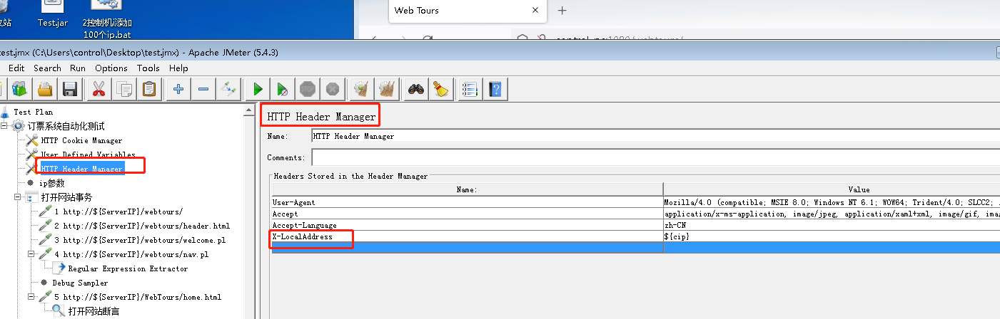 站
Test.jar
2控制机添加
100个ip.bat
Web Tours
test.jmx (C:\Users\control\Desktop\test.jmx) - Apache JMeter (5.4.3)
Edit Search Run Options Tools Help
STOP
Test Plan
订票系统自动化测试
HTTP Cookie Manager
User Defined Variables
HTTP Header Manager
ip参数
打开网站事务
1 http://${ServerIP}/webtours/
2 http://${ServerIP}/webtours/header.html
3 http://${ServerIP}/webtours/welcome.pl
4 http://${ServerIP}/webtours/nav.pl
Regular Expression Extractor
Debug Sampler
5 http://${ServerIP}/WebTours/home.html
打开网站断言
HTTP Header Manager
Name: HTTP Header Manager
Comments:
Headers Stored in the Header Manager
Name: Value
User-Agent Mozilla/4.0 (compatible; MSIE 8.0; Windows NT 6.1; WOW64; Trident/4.0; SLCC2; .
Accept application/x-ms-application, image/jpeg, application/xaml+xml, image/gif, ima
Accept-Language zh-CN
X-LocalAddress ${cip}